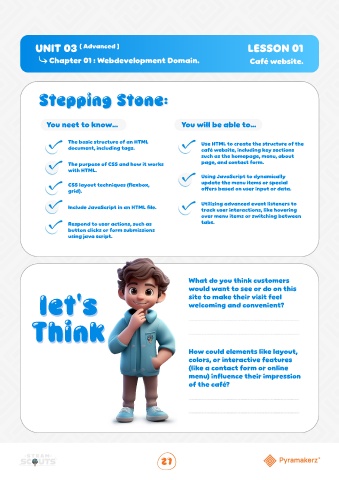 UNIT 03 [ Advanced ]
LESSON 01
Chapter 01 : Webdevelopment Domain.
Café website.
Stepping Stone:
You neet to know...
The basic structure of an HTML
document, including tags.
The purpose of CSS and how it works
with HTML.
CSS layout techniques (flexbox,
grid).
Include JavaScript in an HTML file.
Respond to user actions, such as
button clicks or form submissions
using java script.
You will be able to...
Use HTML to create the structure of the
café website, including key sections
such as the homepage, menu, about
page, and contact form.
Using JavaScript to dynamically
update the menu items or special
offers based on user input or data.
Utilizing advanced event listeners to
track user interactions, like hovering
over menu items or switching between
tabs.
let's
Think
What do you think customers
would want to see or do on this
site to make their visit feel
welcoming and convenient?
How could elements like layout,
colors, or interactive features
(like a contact form or online
menu) influence their impression
of the café?
SCOUTS
27
Pyramakerz